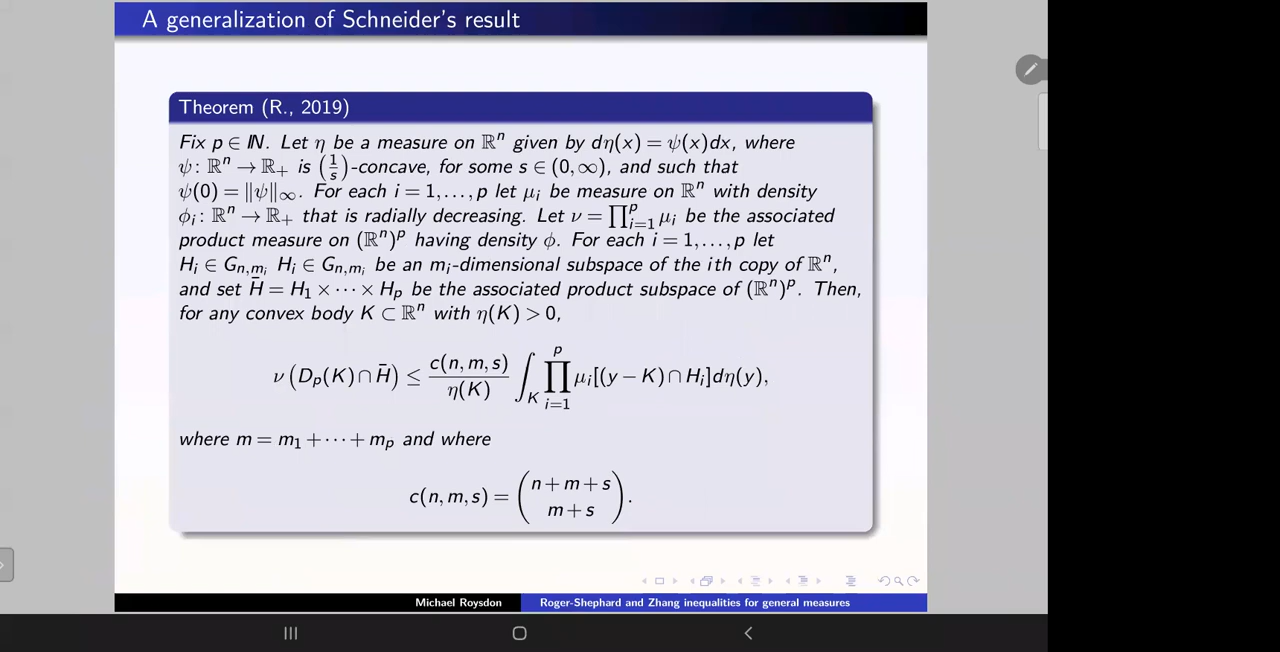 A generalization of Schneider's result
Theorem (R., 2019)
Fix p ∈ ℕ. Let η be a measure on ℝⁿ given by dη(x) = ψ(x)dx, where
ψ: ℝⁿ → ℝ₊ is (1/s)-concave, for some s ∈ (0,∞), and such that
ψ(0) = ‖ψ‖∞. For each i = 1,…,p let μᵢ be measure on ℝⁿ with density
ϕᵢ: ℝⁿ → ℝ₊ that is radially decreasing. Let ν = ∏ᵖᵢ₌₁ μᵢ be the associated
product measure on (ℝⁿ)ᵖ having density ϕ. For each i = 1,…,p let
Hᵢ ∈ G_{n,mᵢ} Hᵢ ∈ G_{n,mᵢ} be an mᵢ-dimensional subspace of the ith copy of ℝⁿ,
and set H̄ = H₁ × ⋯ × Hₚ be the associated product subspace of (ℝⁿ)ᵖ. Then,
for any convex body K ⊂ ℝⁿ with η(K) > 0,
ν(Dₚ(K) ∩ H̄) ≤ c(n,m,s)/η(K) ∫_K ∏ᵖᵢ₌₁ μᵢ[(y − K) ∩ Hᵢ]dη(y),
where m = m₁ + ⋯ + mₚ and where
c(n,m,s) = (n+m+s
m+s).
Michael Roysdon Roger-Shephard and Zhang inequalities for general measures